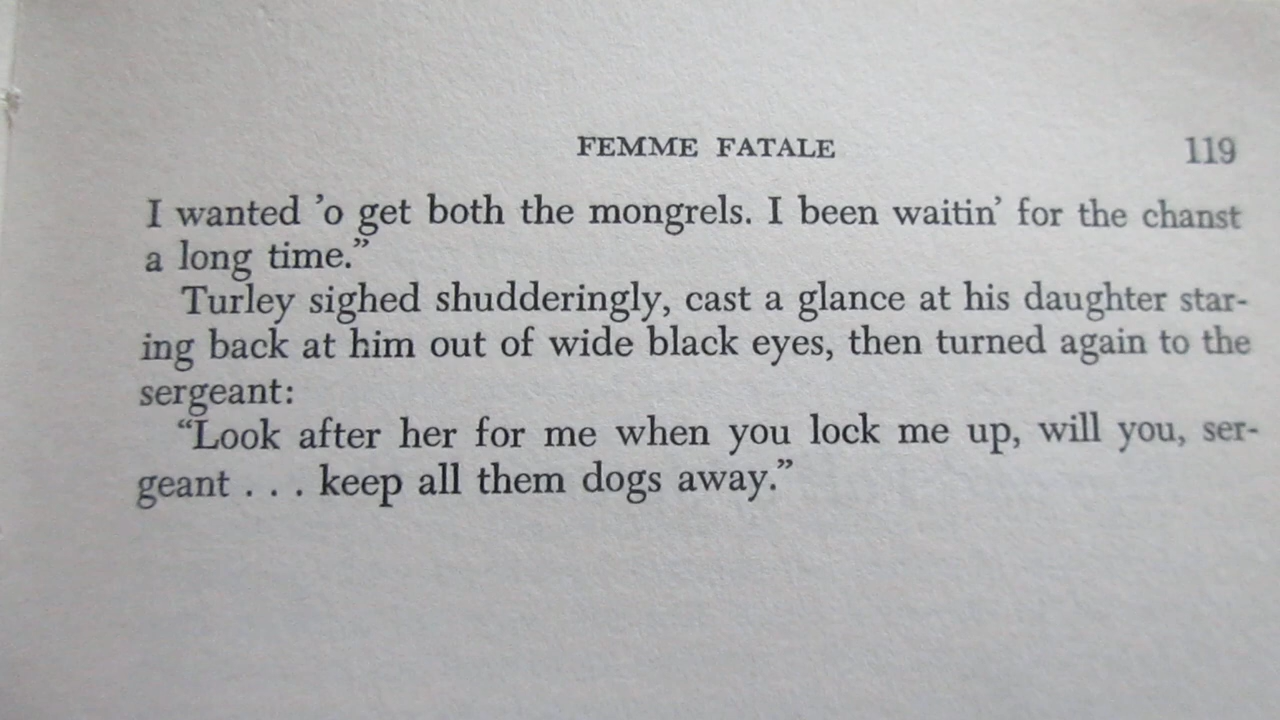 FEMME FATALE 119
I wanted ’o get both the mongrels. I been waitin’ for the chanst
a long time.”
Turley sighed shudderingly, cast a glance at his daughter star-
ing back at him out of wide black eyes, then turned again to the
sergeant:
“Look after her for me when you lock me up, will you, ser-
geant . . . keep all them dogs away.”